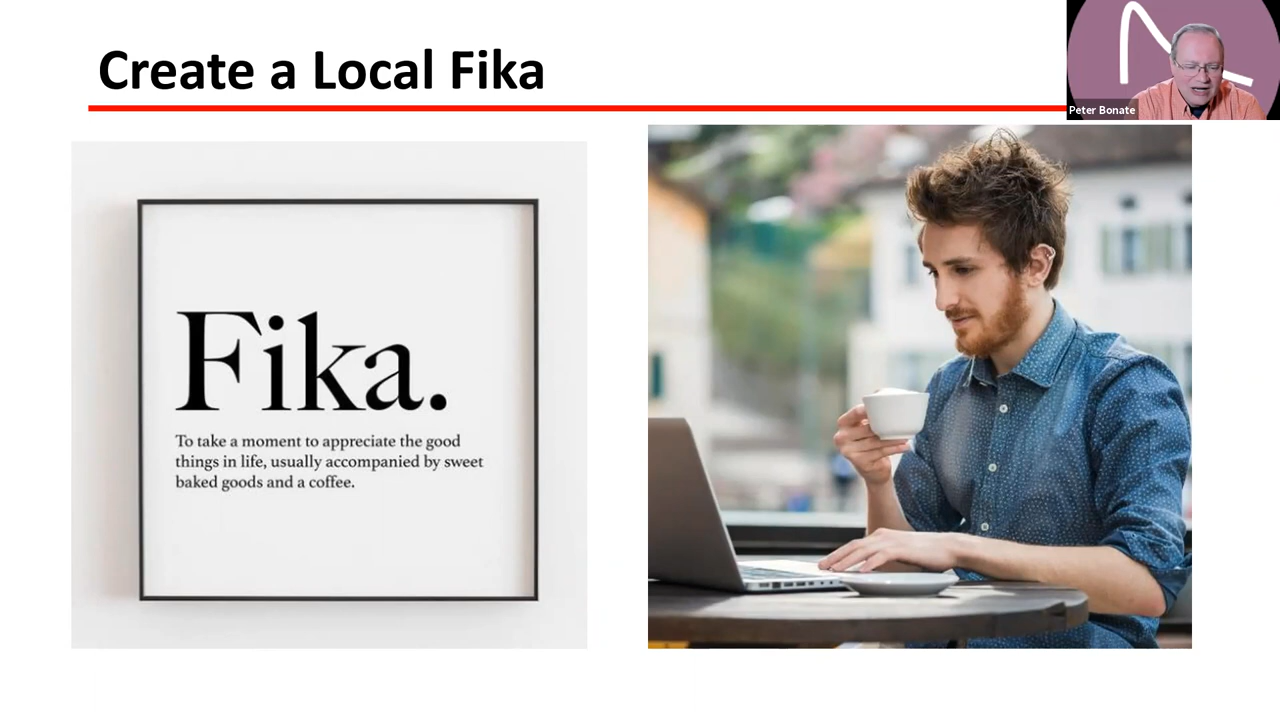 Create a Local Fika
Peter Bonate
Fika.
To take a moment to appreciate the good
things in life, usually accompanied by sweet
baked goods and a coffee.